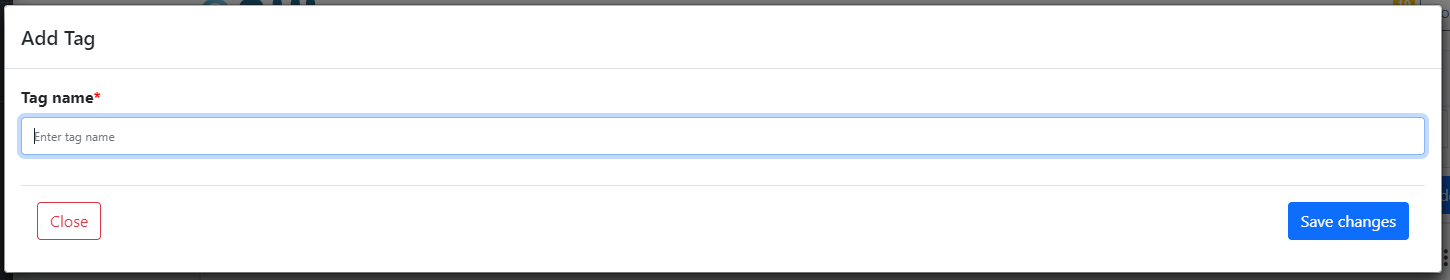 Add Tag
Tag name*
Enter tag name
Close
Save changes